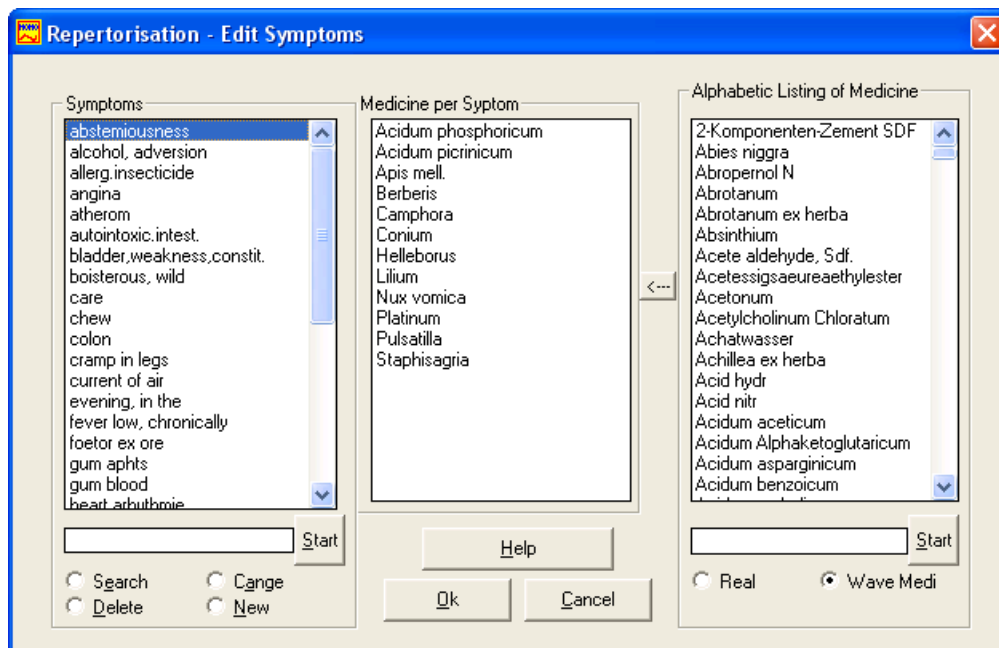 Repertorisation - Edit Symptoms
Symptoms
abstemiousness
alcohol, adversion
allerg.insecticide
angina
atherom
autointoxic.intest.
bladder,weakness,constit.
boisterous, wild
care
chew
colon
cramp in legs
current of air
evening, in the
fever low, chronically
foetor ex ore
gum aphts
gum blood
heart arhuthmie
Start
Search
Cange
Delete
New
Medicine per Syptom
Acidum phosphoricum
Acidum picrinicum
Apis mell.
Berberis
Camphora
Conium
Helleborus
Lilium
Nux vomica
Platinum
Pulsatilla
Staphisagria
<---
Help
Ok
Cancel
Alphabetic Listing of Medicine
2-Komponenten-Zement SDF
Abies niggra
Abropernol N
Abrotanum
Abrotanum ex herba
Absinthium
Acete aldehyde, Sdf.
Acetessigsaeureaethylester
Acetonum
Acetylcholinum Chloratum
Achatwasser
Achillea ex herba
Acid hydr
Acid nitr
Acidum aceticum
Acidum Alphaketoglutaricum
Acidum asparginicum
Acidum benzoicum
Start
Real
Wave Medi